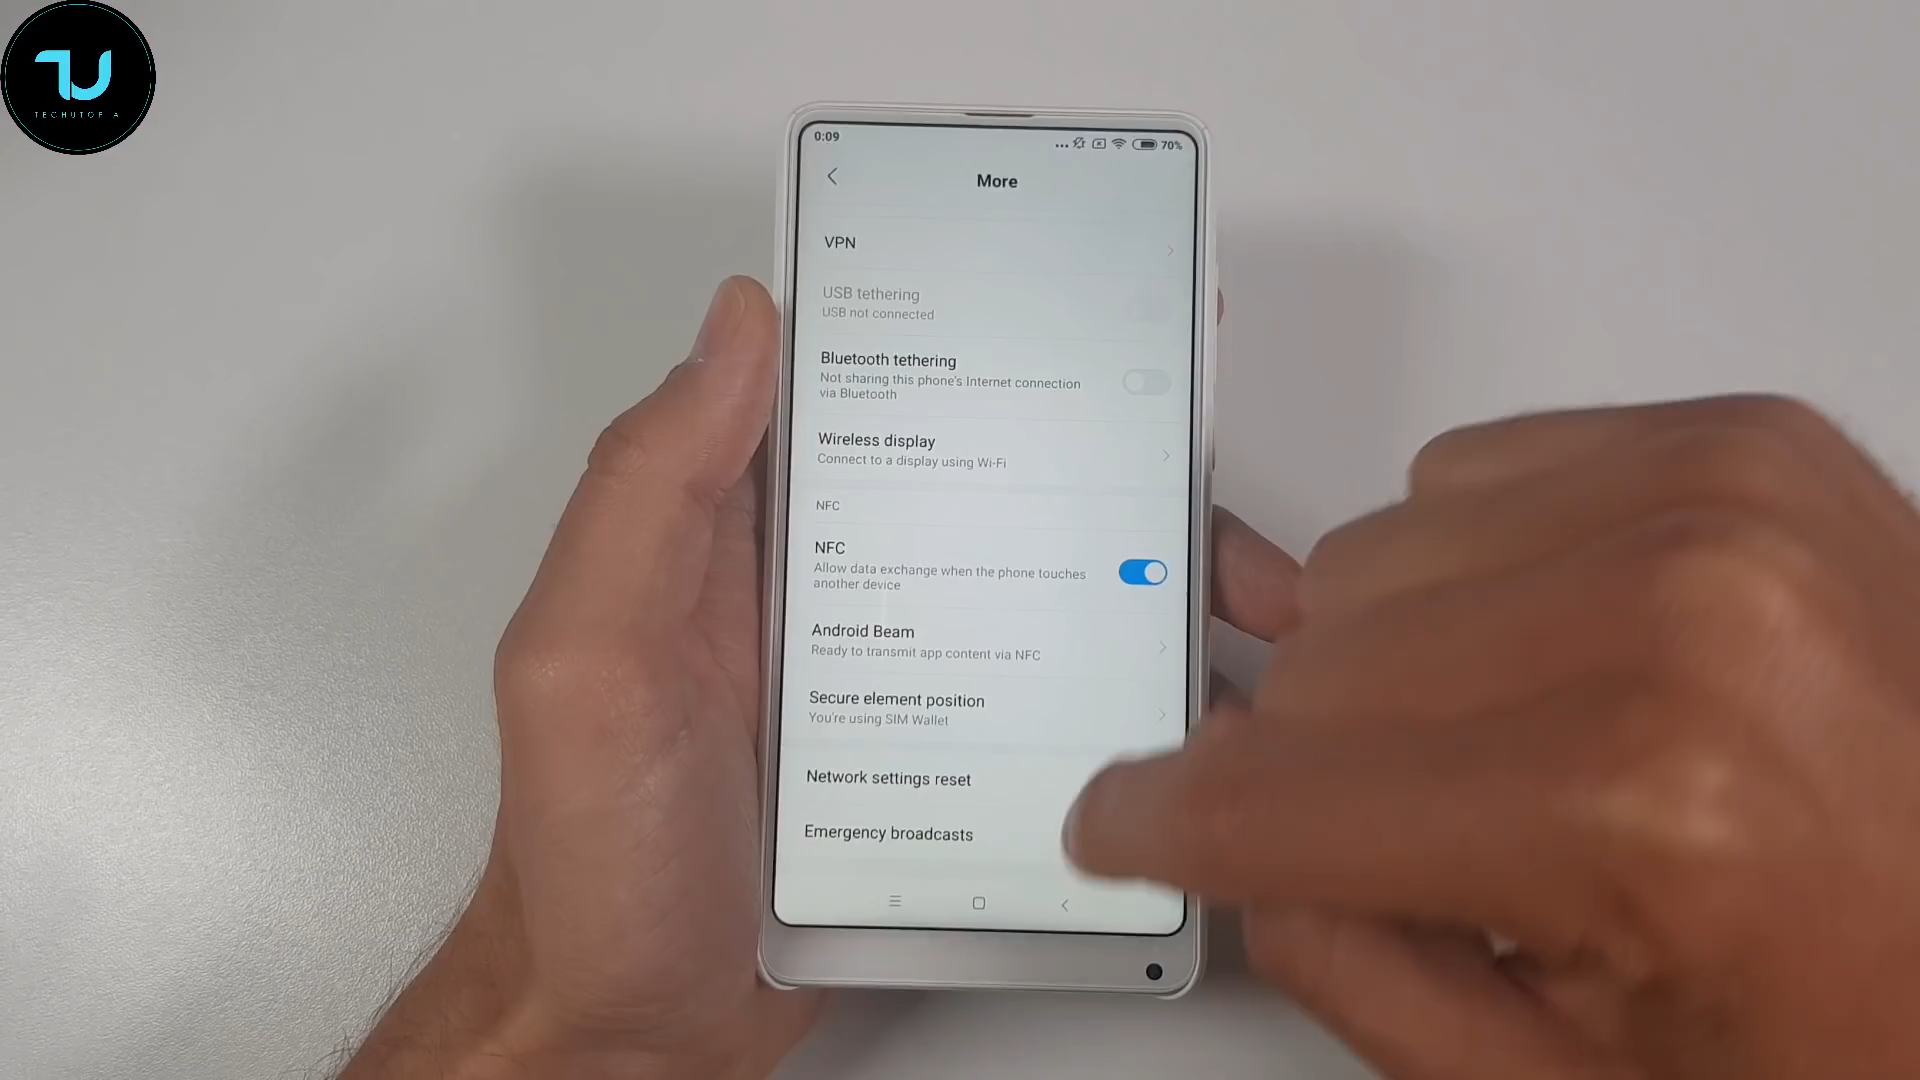 TECHUTOPIA
0:09
70%
More
VPN
USB tethering
USB not connected
Bluetooth tethering
Not sharing this phone's Internet connection
via Bluetooth
Wireless display
Connect to a display using Wi-Fi
NFC
NFC
Allow data exchange when the phone touches
another device
Android Beam
Ready to transmit app content via NFC
Secure element position
You're using SIM Wallet
Network settings reset
Emergency broadcasts